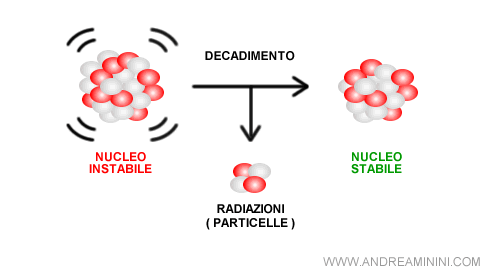 DECADIMENTO
NUCLEO
INSTABILE
NUCLEO
STABILE
RADIAZIONI
( PARTICELLE )
WWW.ANDREAMININI.COM